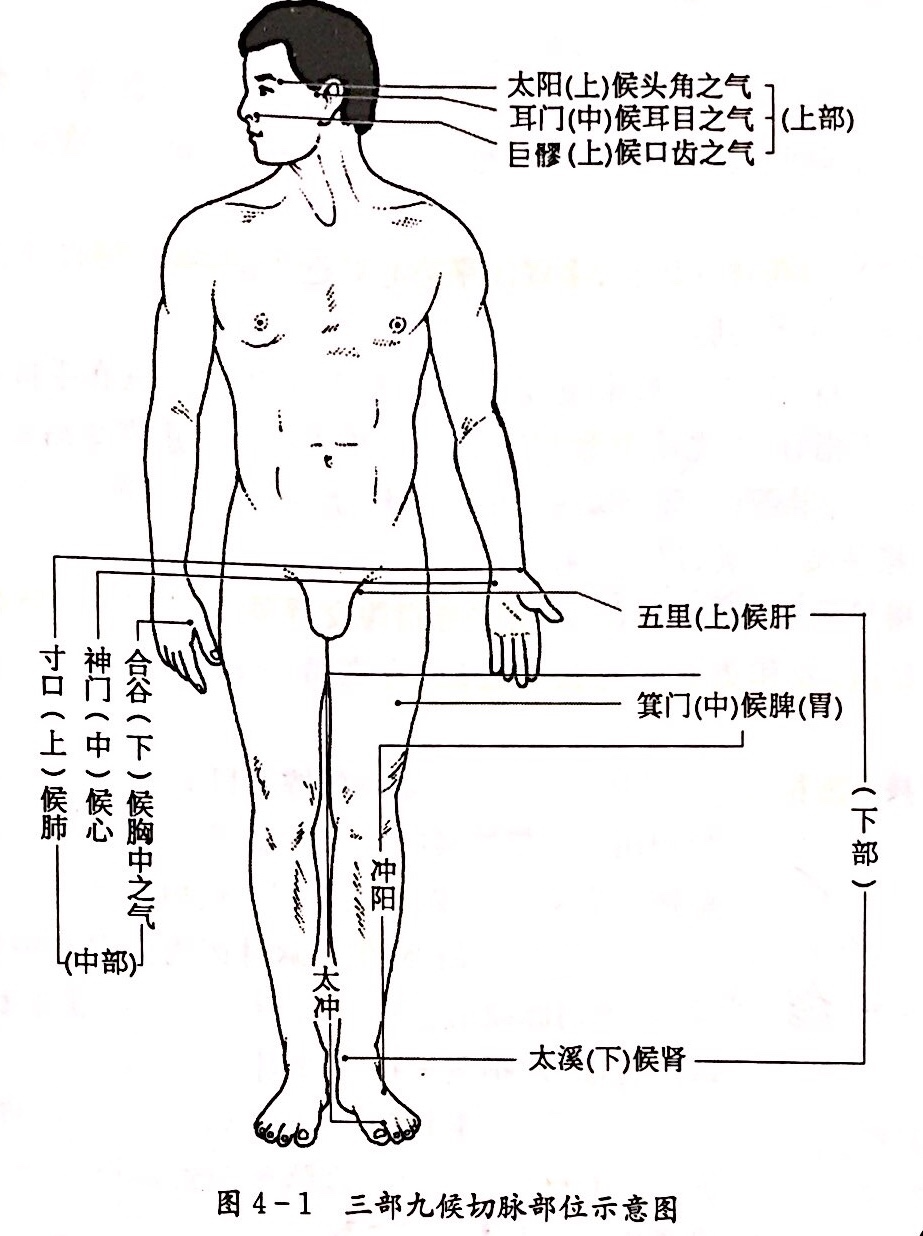 太阳(上)候头角之气
耳门(中)候耳目之气
巨髎(上)候口齿之气
(上部)
寸口(上)候肺
神门(中)候心
合谷(下)候胸中之气
(中部)
五里(上)候肝
箕门(中)候脾(胃)
(下部)
冲阳
太冲
太溪(下)候肾
图4-1 三部九候切脉部位示意图